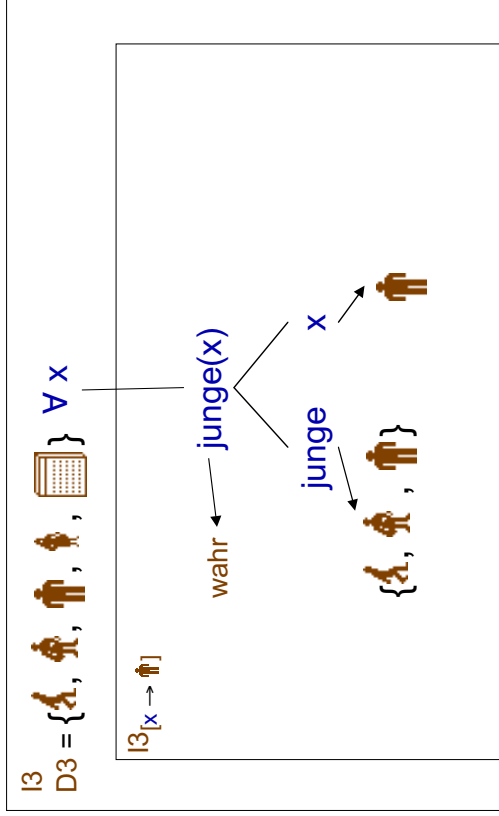 I3
D3 = { , , , , }
∀ x
I3[x → ]
junge(x)
wahr
junge
x
{ , , }